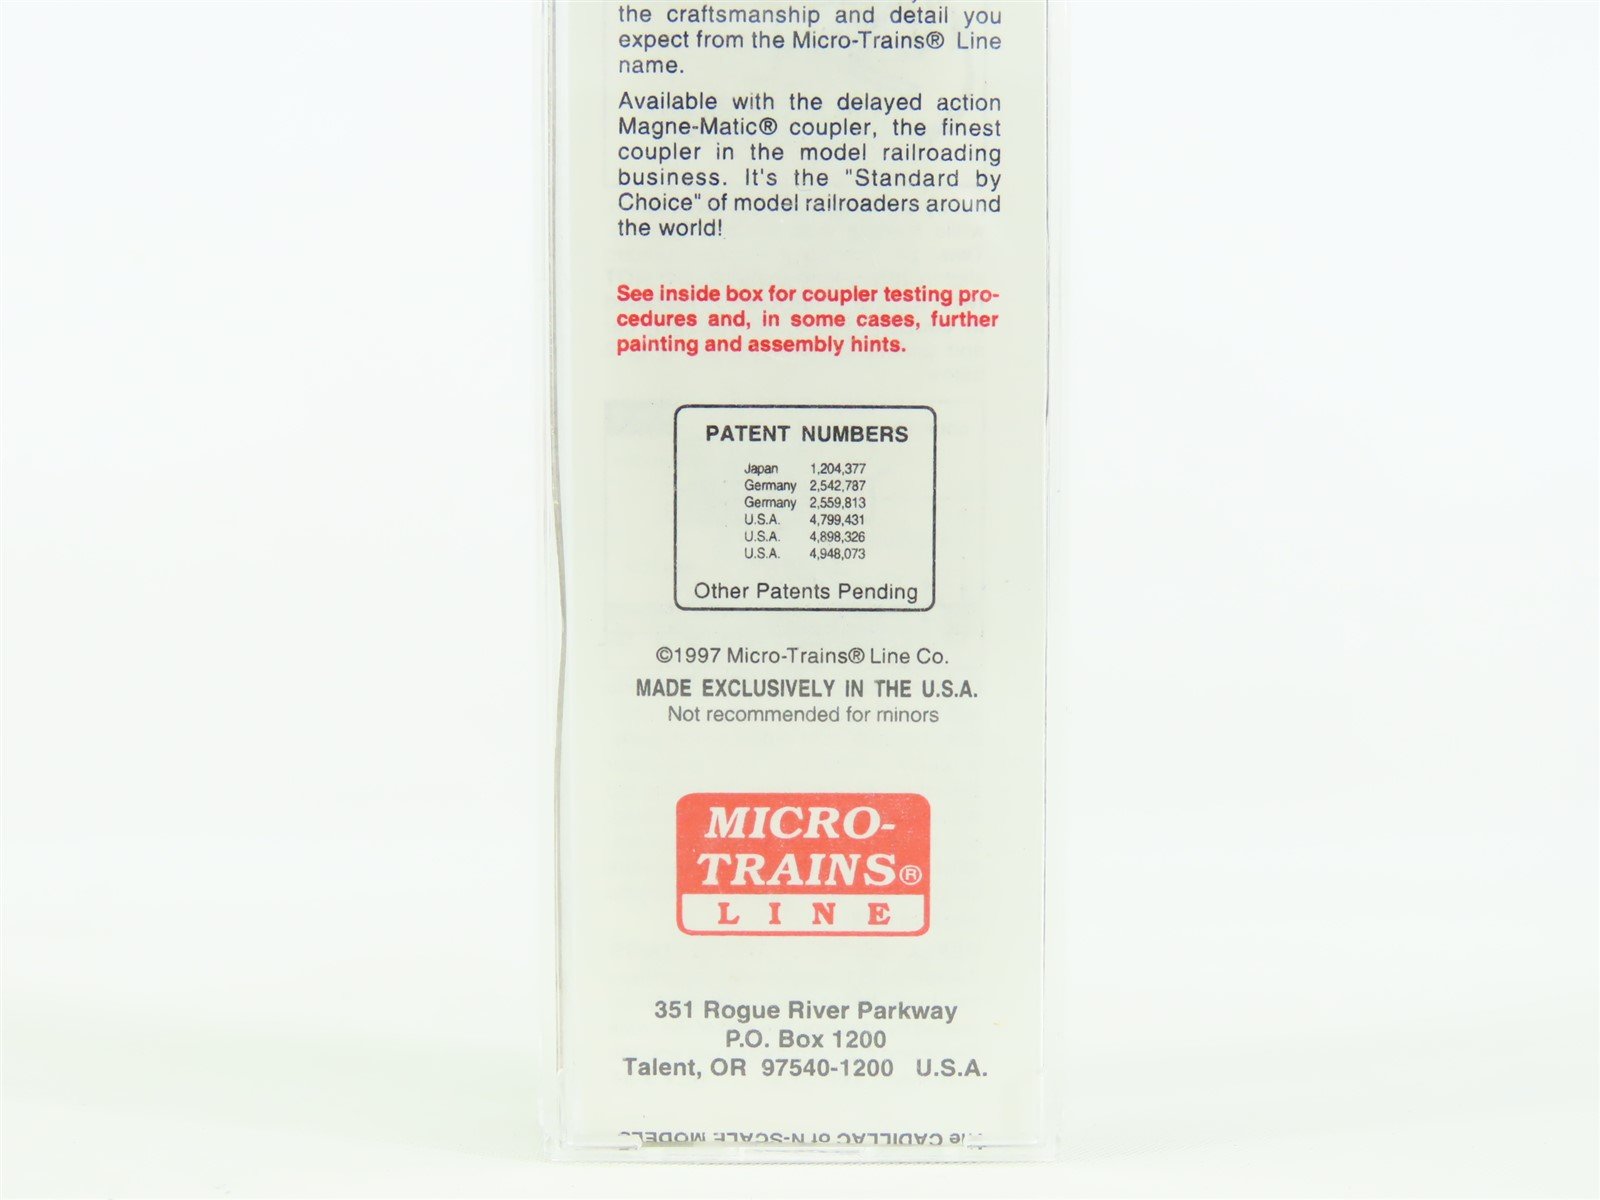 the craftsmanship and detail you
expect from the Micro-Trains® Line
name.
Available with the delayed action
Magne-Matic® coupler, the finest
coupler in the model railroading
business. It's the "Standard by
Choice" of model railroaders around
the world!
See inside box for coupler testing pro-
cedures and, in some cases, further
painting and assembly hints.
PATENT NUMBERS
Japan 1,204,377
Germany 2,542,787
Germany 2,559,813
U.S.A. 4,799,431
U.S.A. 4,898,326
U.S.A. 4,948,073
Other Patents Pending
©1997 Micro-Trains® Line Co.
MADE EXCLUSIVELY IN THE U.S.A.
Not recommended for minors
MICRO-
TRAINS®
LINE
351 Rogue River Parkway
P.O. Box 1200
Talent, OR 97540-1200 U.S.A.
The CADILLAC of N-SCALE MODELS